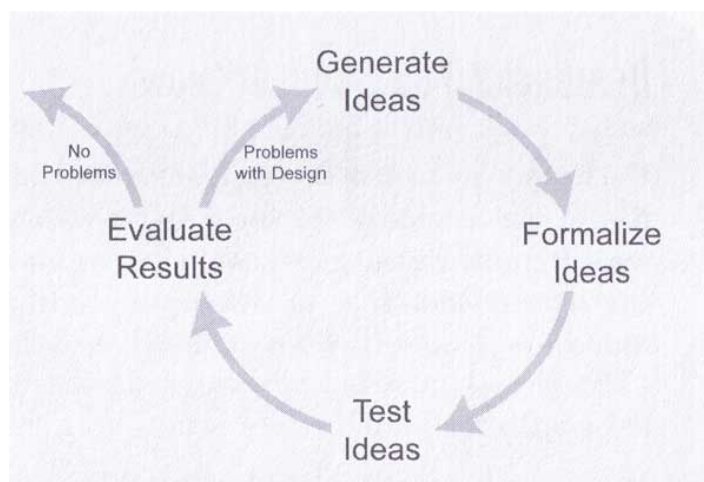 Generate
Ideas
No
Problems
Problems
with Design
Evaluate
Results
Formalize
Ideas
Test
Ideas